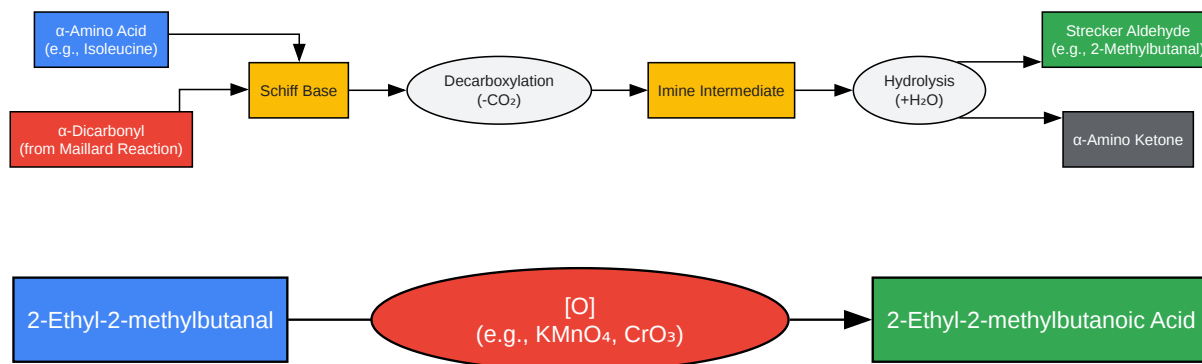 α-Amino Acid
(e.g., Isoleucine)
α-Dicarbonyl
(from Maillard Reaction)
Schiff Base
Decarboxylation
(-CO₂)
Imine Intermediate
Hydrolysis
(+H₂O)
Strecker Aldehyde
(e.g., 2-Methylbutanal)
α-Amino Ketone
2-Ethyl-2-methylbutanal
[O]
(e.g., KMnO₄, CrO₃)
2-Ethyl-2-methylbutanoic Acid